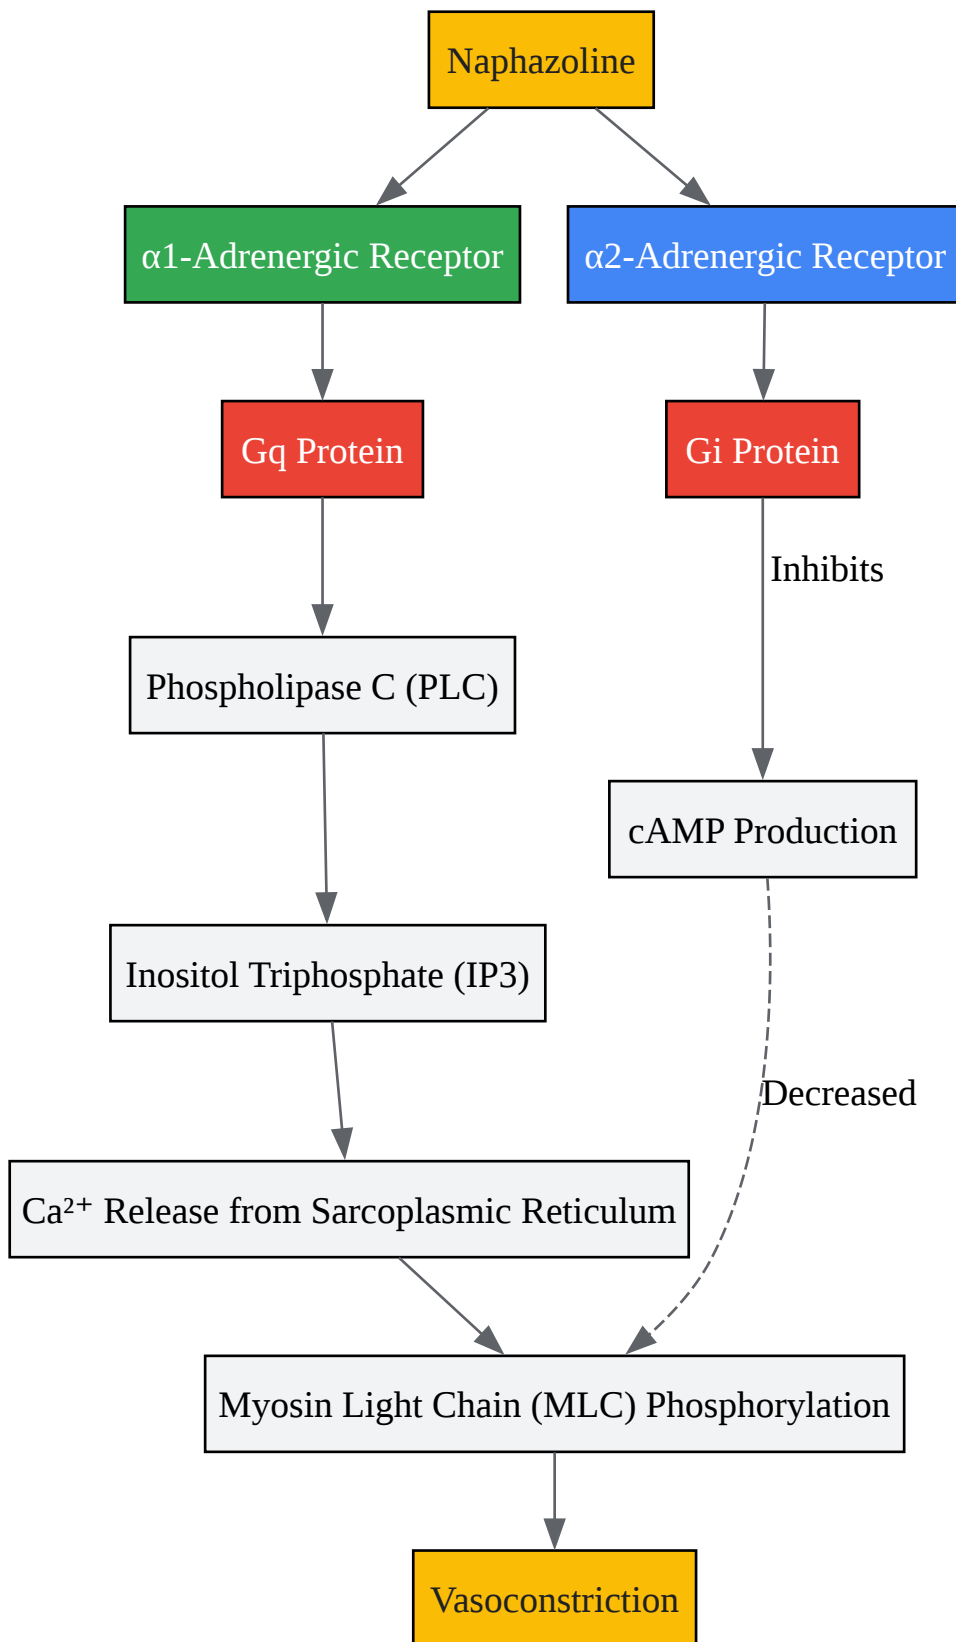 Naphazoline
α1-Adrenergic Receptor
α2-Adrenergic Receptor
Gq Protein
Gi Protein
Inhibits
Phospholipase C (PLC)
cAMP Production
Inositol Triphosphate (IP3)
Decreased
Ca²⁺ Release from Sarcoplasmic Reticulum
Myosin Light Chain (MLC) Phosphorylation
Vasoconstriction